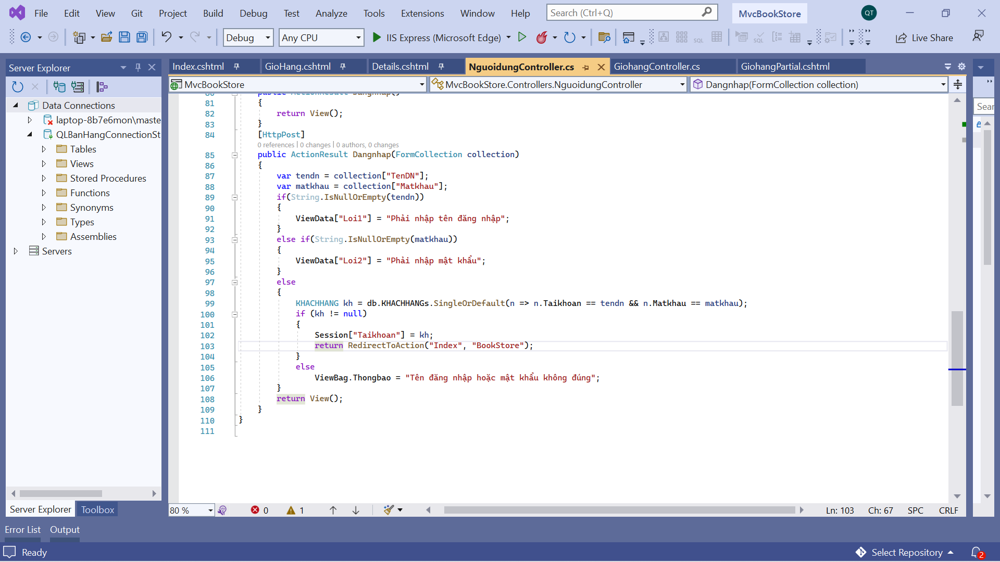 File Edit View Git Project Build Debug Test Analyze Tools Extensions Window Help Search (Ctrl+Q) MvcBookStore QT
Debug Any CPU IIS Express (Microsoft Edge) SQL SQL Live Share
Server Explorer
Index.cshtml GioHang.cshtml Details.cshtml NguoidungController.cs GiohangController.cs GiohangPartial.cshtml
MvcBookStore MvcBookStore.Controllers.NguoidungController Dangnhap(FormCollection collection)
Data Connections
laptop-8b7e6mon\maste
QLBanHangConnectionSt
Tables
Views
Stored Procedures
Functions
Synonyms
Types
Assemblies
Servers
Server Explorer Toolbox
80 public ActionResult Dangnhap()
81 {
82 return View();
83 }
84 [HttpPost]
0 references | 0 changes | 0 authors, 0 changes
85 public ActionResult Dangnhap(FormCollection collection)
86 {
87 var tendn = collection["TenDN"];
88 var matkhau = collection["Matkhau"];
89 if(String.IsNullOrEmpty(tendn))
90 {
91 ViewData["Loi1"] = "Phải nhập tên đăng nhập";
92 }
93 else if(String.IsNullOrEmpty(matkhau))
94 {
95 ViewData["Loi2"] = "Phải nhập mật khẩu";
96 }
97 else
98 {
99 KHACHHANG kh = db.KHACHHANGs.SingleOrDefault(n => n.Taikhoan == tendn && n.Matkhau == matkhau);
100 if (kh != null)
101 {
102 Session["Taikhoan"] = kh;
103 return RedirectToAction("Index", "BookStore");
104 }
105 else
106 ViewBag.Thongbao = "Tên đăng nhập hoặc mật khẩu không đúng";
107 }
108 return View();
109 }
110 }
111
Sear
80 % 0 1 Ln: 103 Ch: 67 SPC CRLF
Error List Output
Ready Select Repository 2